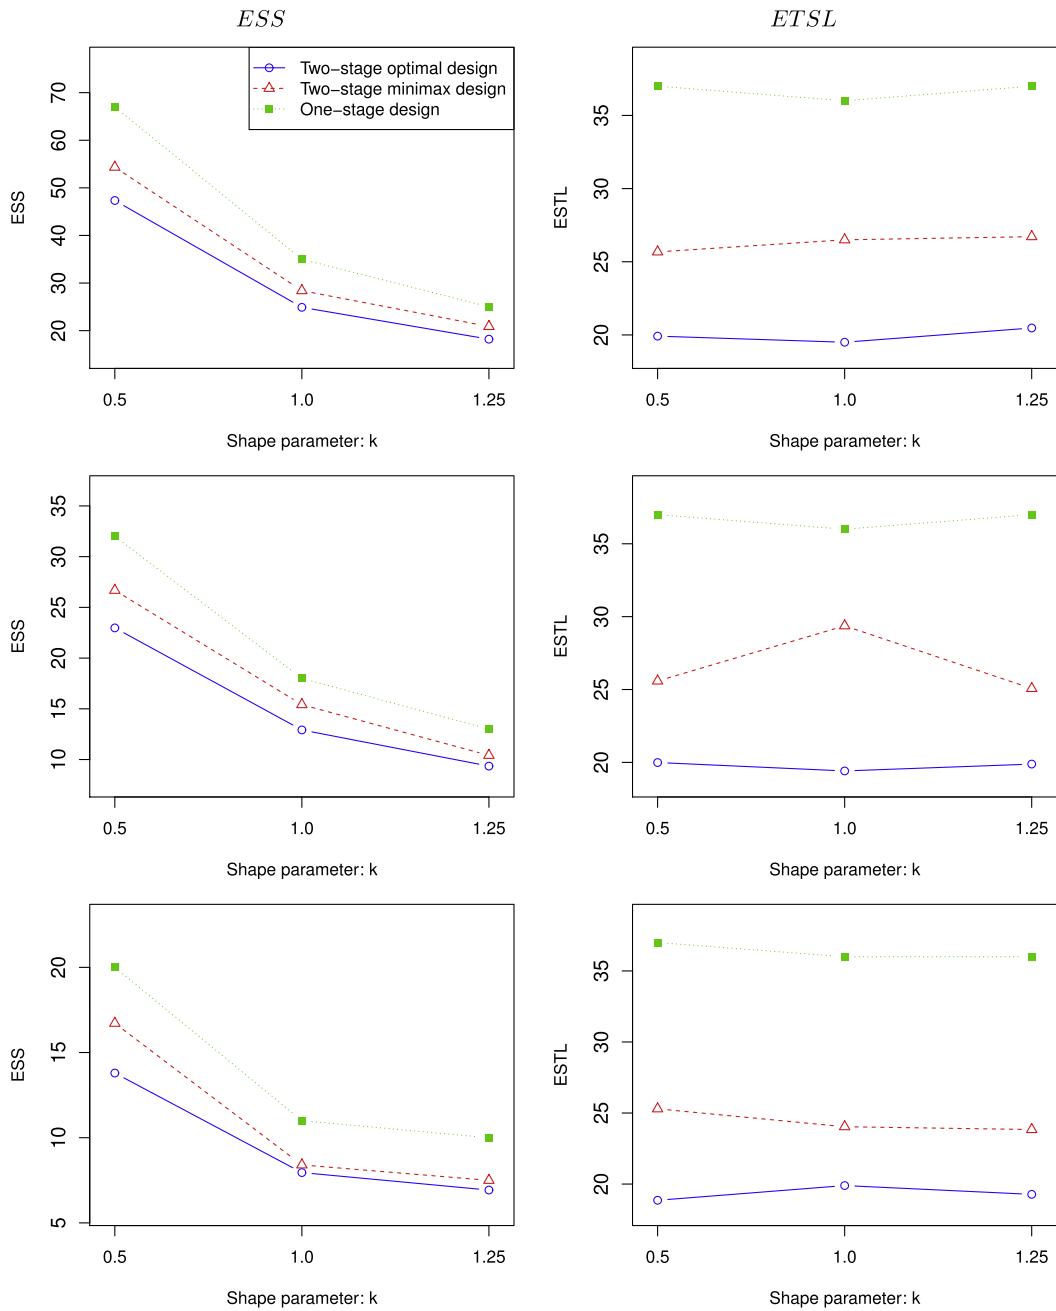 ESS
ETSL
ESS
70
60
50
40
30
20
Two−stage optimal design
Two−stage minimax design
One−stage design
0.5
1.0
1.25
Shape parameter: k
ESTL
35
30
25
20
0.5
1.0
1.25
Shape parameter: k
ESS
35
30
25
20
15
10
0.5
1.0
1.25
Shape parameter: k
ESTL
35
30
25
20
0.5
1.0
1.25
Shape parameter: k
ESS
20
15
10
5
0.5
1.0
1.25
Shape parameter: k
ESTL
35
30
25
20
0.5
1.0
1.25
Shape parameter: k